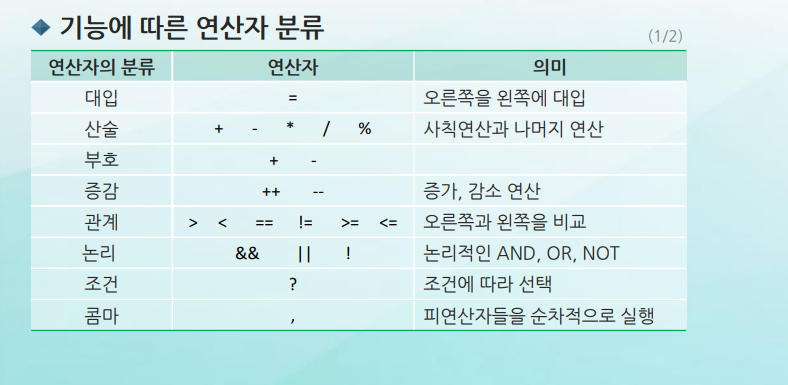 기능에 따른 연산자 분류
(1/2)
연산자의 분류 연산자 의미
대입 = 오른쪽을 왼쪽에 대입
산술 + - * / % 사칙연산과 나머지 연산
부호 + -
증감 ++ -- 증가, 감소 연산
관계 > < == != >= <= 오른쪽과 왼쪽을 비교
논리 && || ! 논리적인 AND, OR, NOT
조건 ? 조건에 따라 선택
콤마 , 피연산자들을 순차적으로 실행